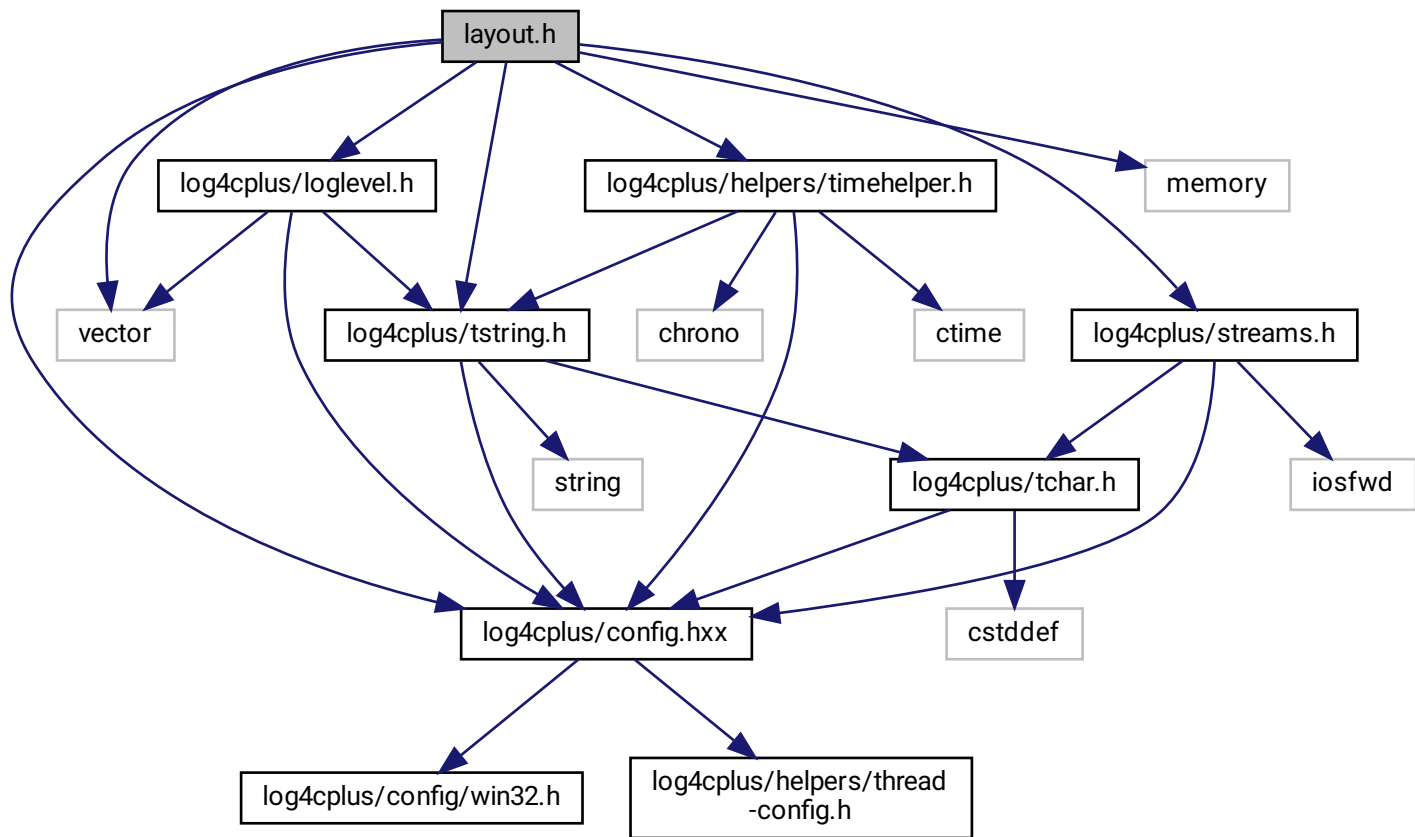 layout.h
log4cplus/loglevel.h
log4cplus/helpers/timehelper.h
memory
vector
log4cplus/tstring.h
chrono
ctime
log4cplus/streams.h
string
log4cplus/tchar.h
iosfwd
log4cplus/config.hxx
cstddef
log4cplus/config/win32.h
log4cplus/helpers/thread
-config.h